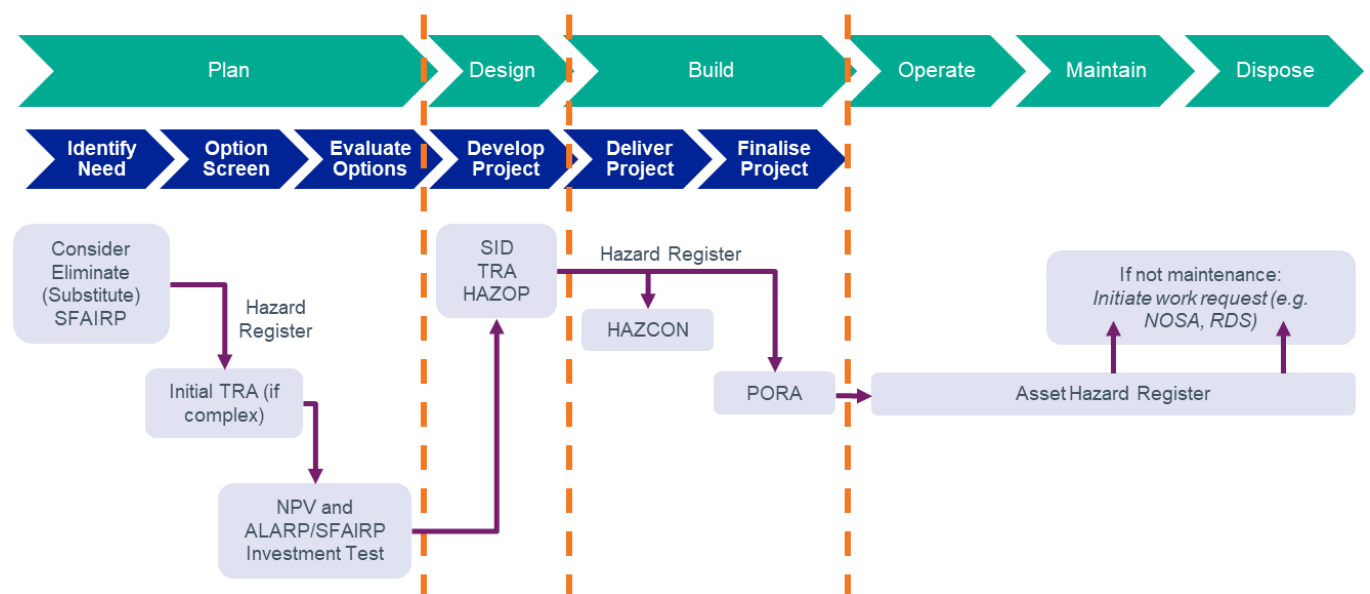 Plan
Design
Build
Operate
Maintain
Dispose
Identify
Need
Option
Screen
Evaluate
Options
Develop
Project
Deliver
Project
Finalise
Project
Consider
Eliminate
(Substitute)
SFAIRP
Hazard
Register
Initial TRA (if
complex)
NPV and
ALARP/SFAIRP
Investment Test
SID
TRA
HAZOP
Hazard Register
HAZCON
PORA
If not maintenance:
Initiate work request (e.g.
NOSA, RDS)
Asset Hazard Register